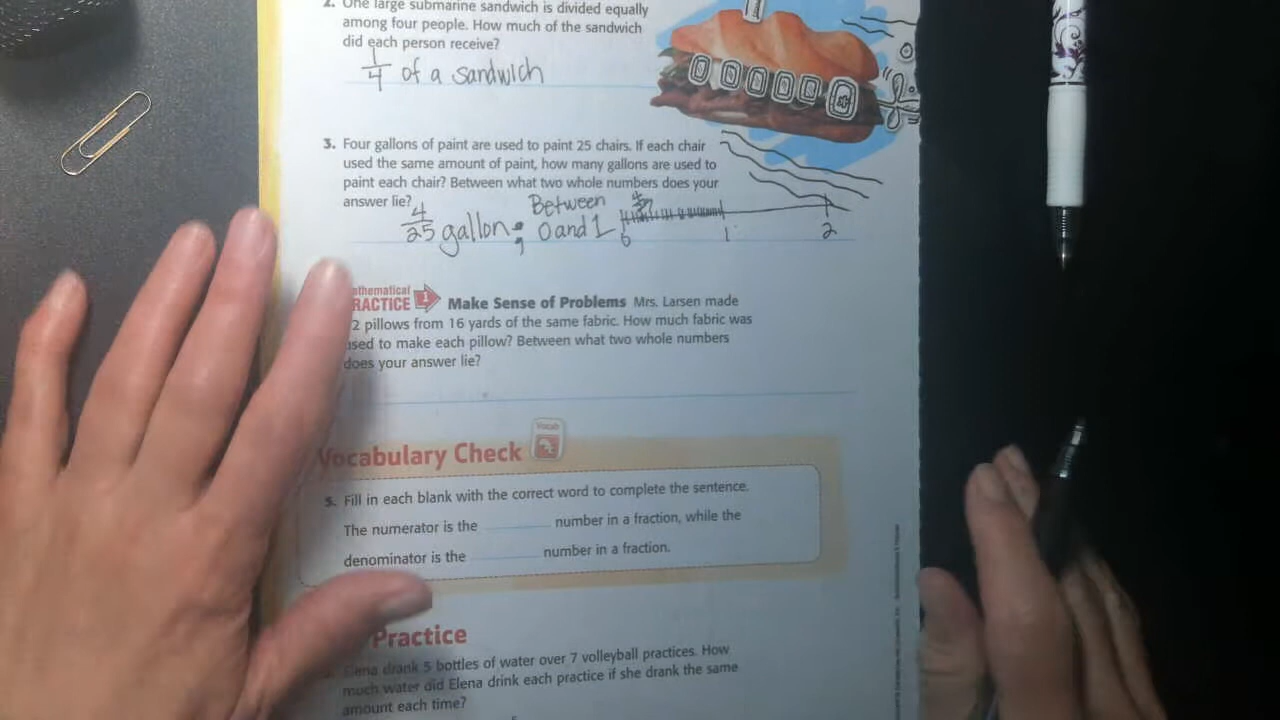 2. One large submarine sandwich is divided equally
among four people. How much of the sandwich
did each person receive?
1/4 of a sandwich
3. Four gallons of paint are used to paint 25 chairs. If each chair
used the same amount of paint, how many gallons are used to
paint each chair? Between what two whole numbers does your
answer lie?
4/25 gallon; Between
0 and 1
0 1 2
athematical
RACTICE 1 Make Sense of Problems Mrs. Larsen made
2 pillows from 16 yards of the same fabric. How much fabric was
used to make each pillow? Between what two whole numbers
does your answer lie?
Vocab
Vocabulary Check
5. Fill in each blank with the correct word to complete the sentence.
The numerator is the number in a fraction, while the
denominator is the number in a fraction.
Practice
Elena drank 5 bottles of water over 7 volleyball practices. How
much water did Elena drink each practice if she drank the same
amount each time?